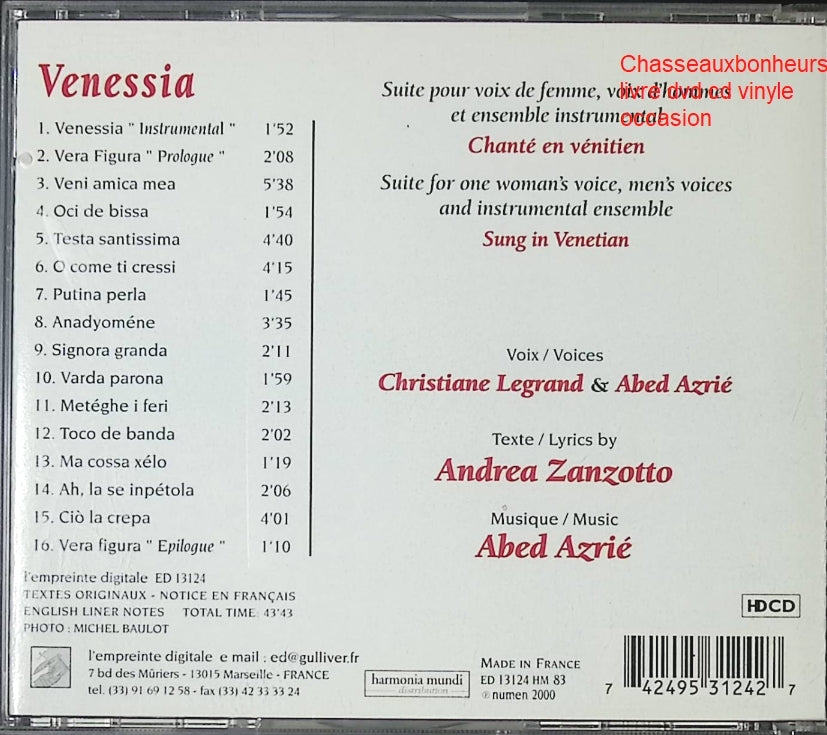 Venessia
1. Venessia " Instrumental " 1'52
2. Vera Figura " Prologue " 2'08
3. Veni amica mea 5'38
4. Oci de bissa 1'54
5. Testa santissima 4'40
6. O come ti cressi 4'15
7. Putina perla 1'45
8. Anadyoméne 3'35
9. Signora granda 2'11
10. Varda parona 1'59
11. Metéghe i feri 2'13
12. Toco de banda 2'02
13. Ma cossa xélo 1'19
14. Ah, la se inpétola 2'06
15. Ciò la crepa 4'01
16. Vera figura " Epilogue " 1'10
l'empreinte digitale ED 13124
TEXTES ORIGINAUX - NOTICE EN FRANÇAIS
ENGLISH LINER NOTES TOTAL TIME: 43'43
PHOTO : MICHEL BAULOT
l'empreinte digitale e mail : ed@gulliver.fr
7 bd des Mûriers - 13015 Marseille - FRANCE
tel. (33) 91 69 12 58 - fax (33) 42 33 33 24
Chasseauxbonheurs
livre dvd cd vinyle
occasion
Suite pour voix de femme, voix d'hommes
et ensemble instrumental
Chanté en vénitien
Suite for one woman's voice, men's voices
and instrumental ensemble
Sung in Venetian
Voix / Voices
Christiane Legrand & Abed Azrié
Texte / Lyrics by
Andrea Zanzotto
Musique / Music
Abed Azrié
HDCD
harmonia mundi
distribution
MADE IN FRANCE
ED 13124 HM 83
℗ numen 2000
7 42495 31242 7